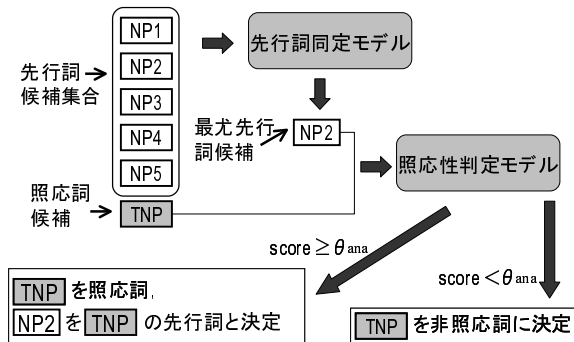 NP1
NP2
NP3
NP4
NP5
先行詞
候補集合
先行詞同定モデル
最尤先行
詞候補
NP2
照応性判定モデル
照応詞
候補
TNP
score≥θana
score<θana
TNP を照応詞,
NP2 を TNP の先行詞と決定
TNP を非照応詞に決定